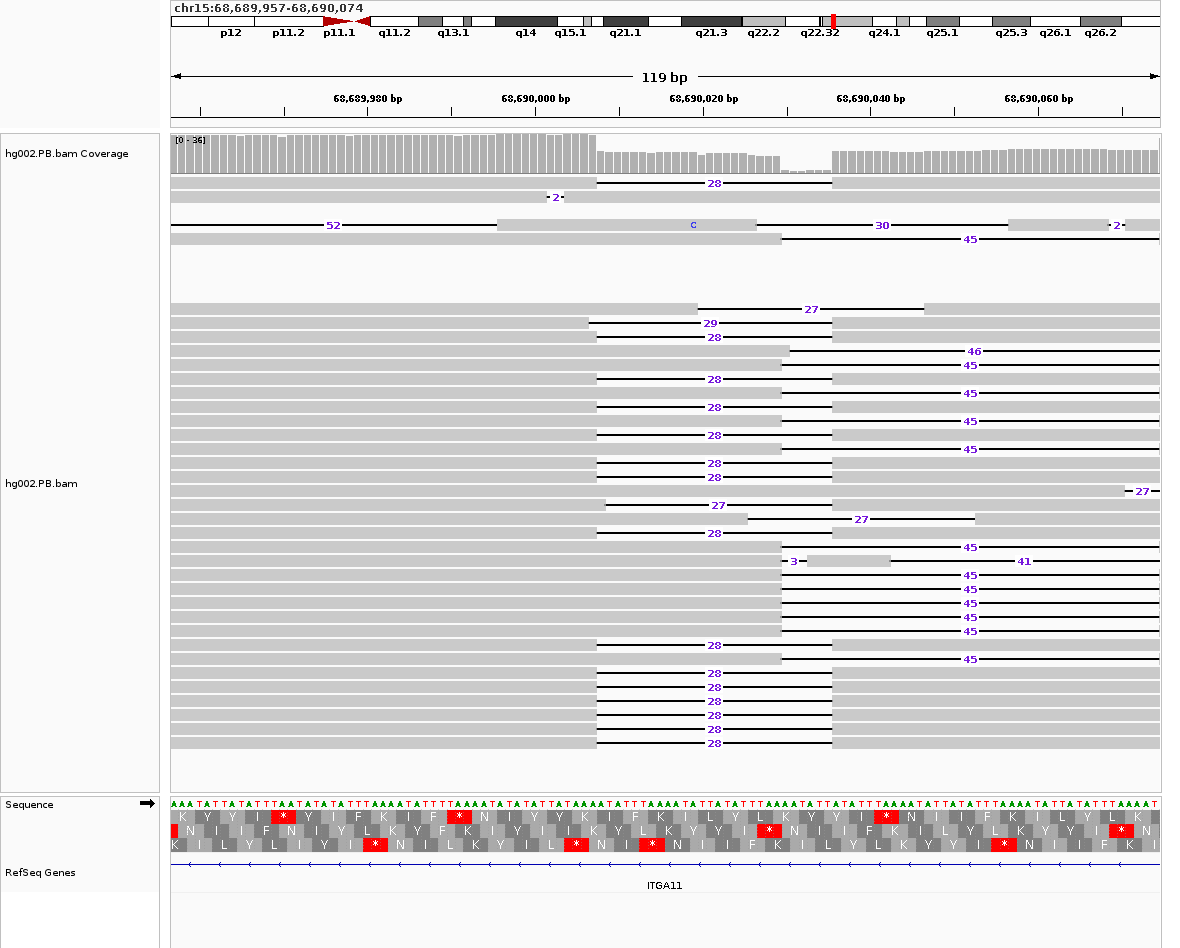 chr15:68,689,957-68,690,074
p12 p11.2 p11.1 q11.2 q13.1 q14 q15.1 q21.1 q21.3 q22.2 q22.32 q24.1 q25.1 q25.3 q26.1 q26.2
119 bp
68,689,980 bp 68,690,000 bp 68,690,020 bp 68,690,040 bp 68,690,060 bp
hg002.PB.bam Coverage
[0 - 36]
28
2
52 C 30 2
45
27
29
28
46
45
28
45
28
45
28
45
28
28
hg002.PB.bam
27
27
27
28
45
3 41
45
45
45
45
45
28
45
28
28
28
28
28
28
Sequence
K Y Y I * Y I F K I F * N I Y Y K I F K I L Y L K Y Y I * N I I F K I L Y L K
N I I F N I Y L K Y F K I Y I I K Y L K Y Y I * N I I F K I L Y L K Y Y I * N
K I L Y L I Y I * N I L K Y I L * N I * N I I F K I L Y L K Y Y I * N I I F K I
RefSeq Genes
ITGA11